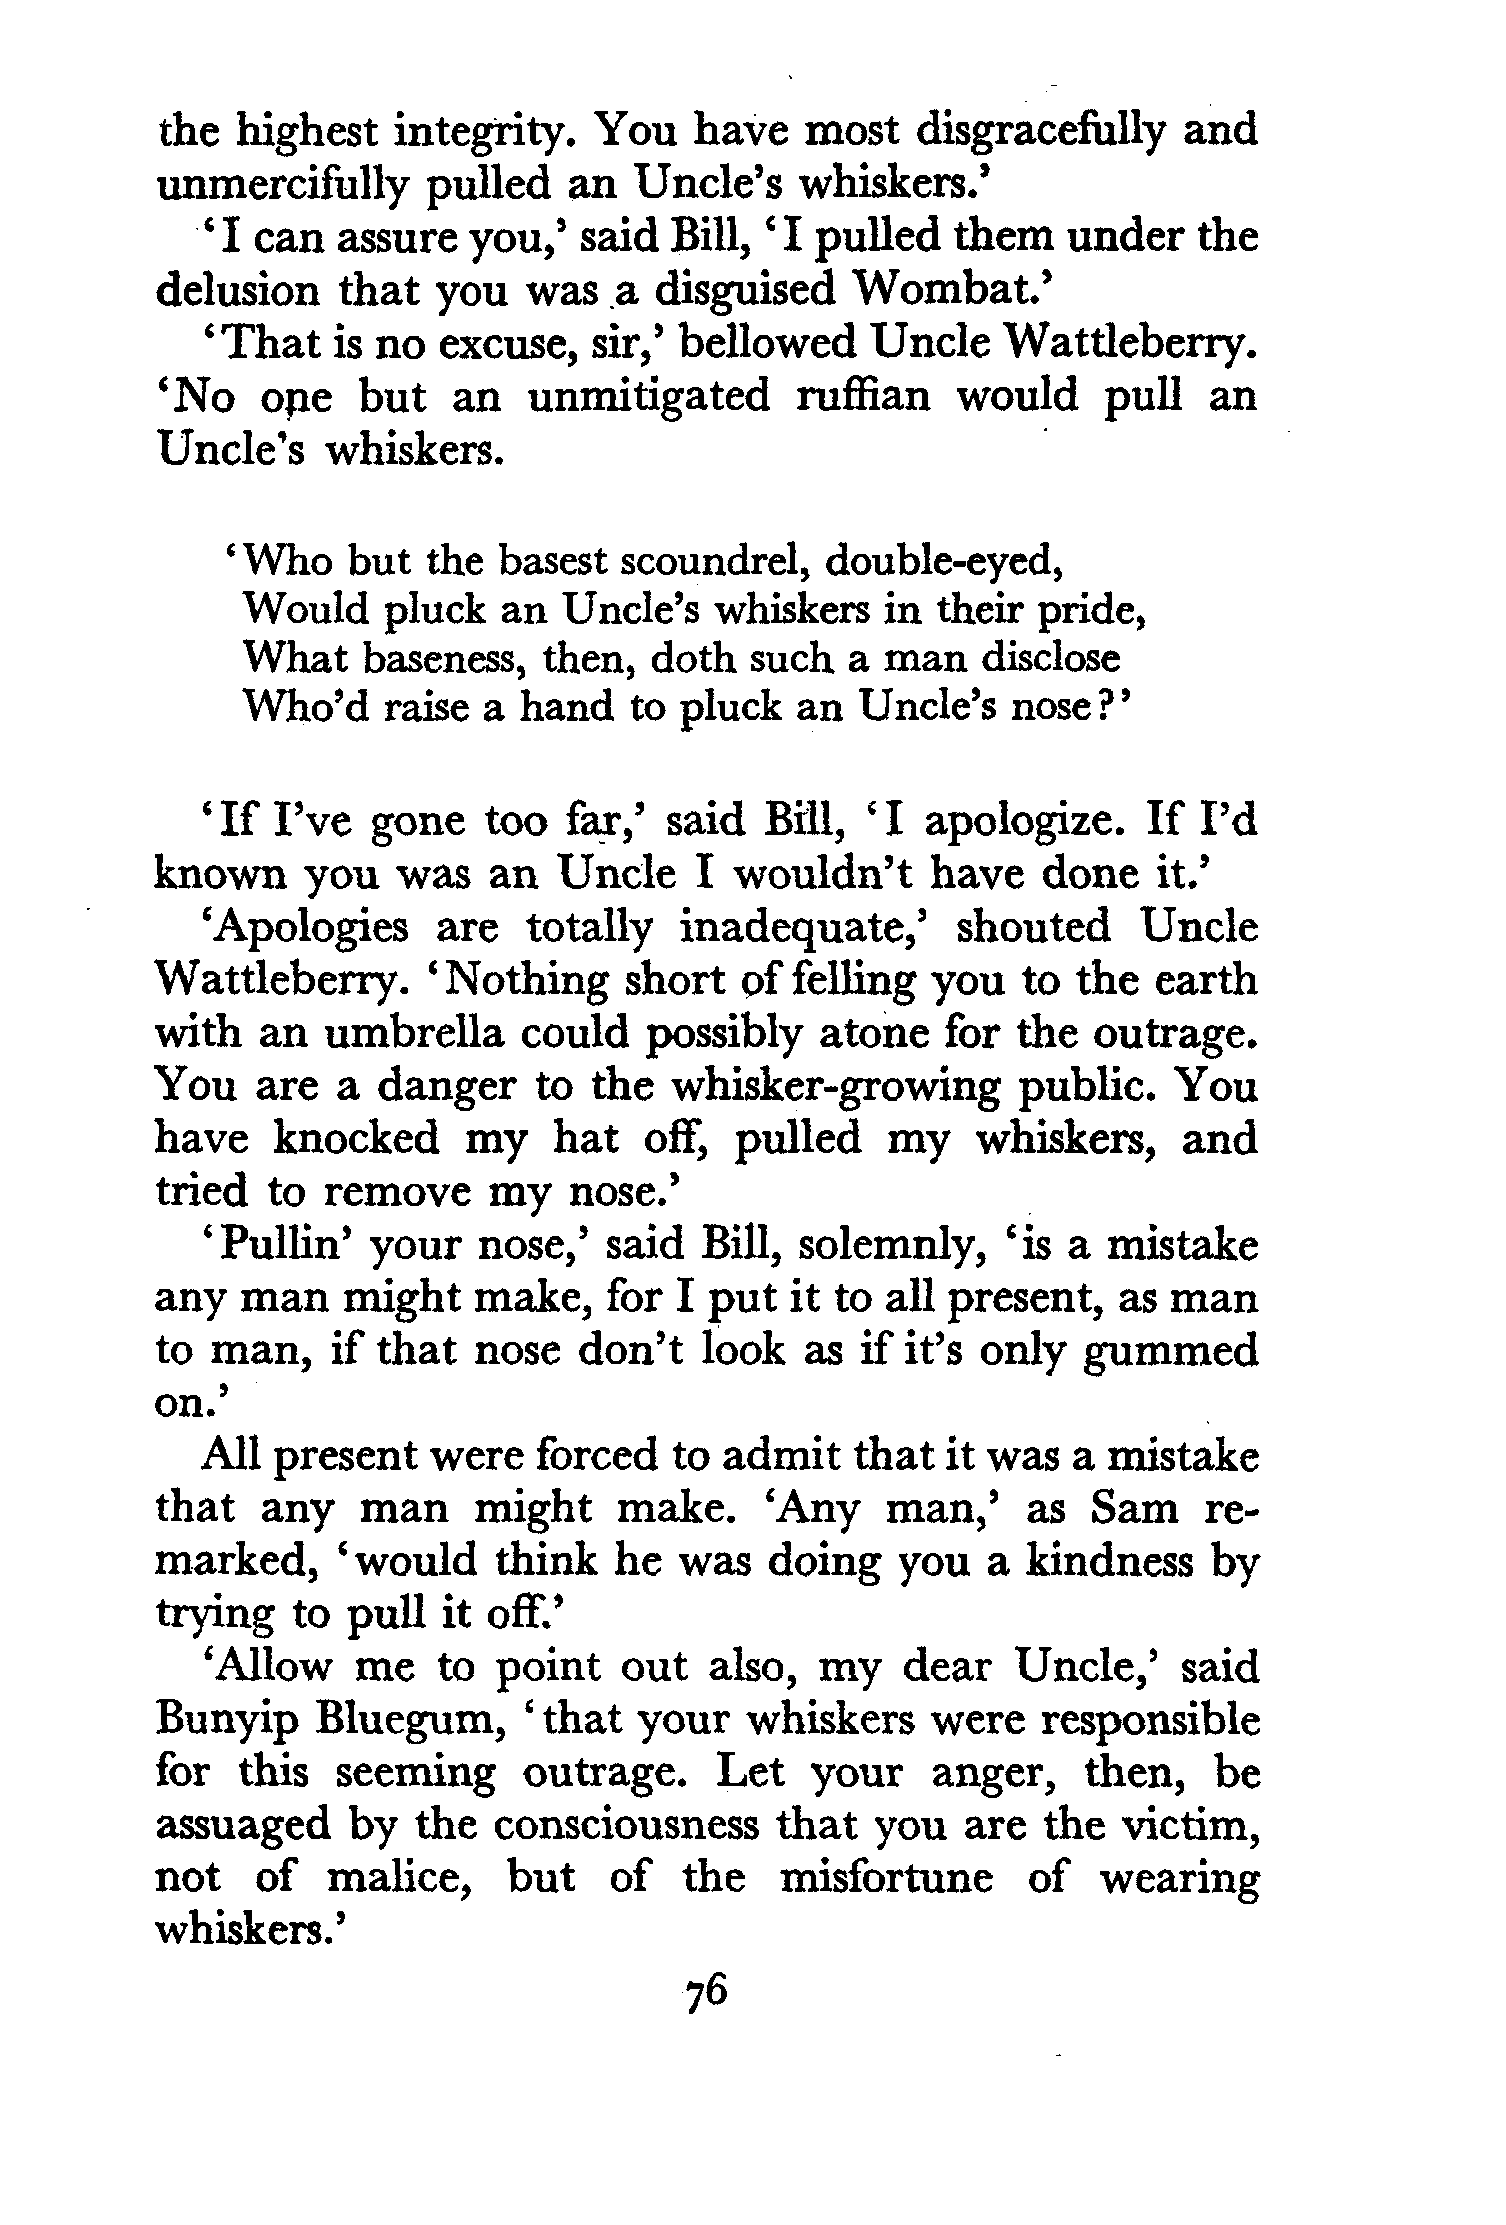 the highest integrity. You have most disgracefully and
unmercifully pulled an Uncle's whiskers.'
'I can assure you,' said Bill, 'I pulled them under the
delusion that you was a disguised Wombat.'
'That is no excuse, sir,' bellowed Uncle Wattleberry.
'No one but an unmitigated ruffian would pull an
Uncle's whiskers.
'Who but the basest scoundrel, double-eyed,
Would pluck an Uncle's whiskers in their pride,
What baseness, then, doth such a man disclose
Who'd raise a hand to pluck an Uncle's nose?'
'If I've gone too far,' said Bill, 'I apologize. If I'd
known you was an Uncle I wouldn't have done it.'
'Apologies are totally inadequate,' shouted Uncle
Wattleberry. 'Nothing short of felling you to the earth
with an umbrella could possibly atone for the outrage.
You are a danger to the whisker-growing public. You
have knocked my hat off, pulled my whiskers, and
tried to remove my nose.'
'Pullin' your nose,' said Bill, solemnly, 'is a mistake
any man might make, for I put it to all present, as man
to man, if that nose don't look as if it's only gummed
on.'
All present were forced to admit that it was a mistake
that any man might make. 'Any man,' as Sam re-
marked, 'would think he was doing you a kindness by
trying to pull it off.'
'Allow me to point out also, my dear Uncle,' said
Bunyip Bluegum, 'that your whiskers were responsible
for this seeming outrage. Let your anger, then, be
assuaged by the consciousness that you are the victim,
not of malice, but of the misfortune of wearing
whiskers.'
76